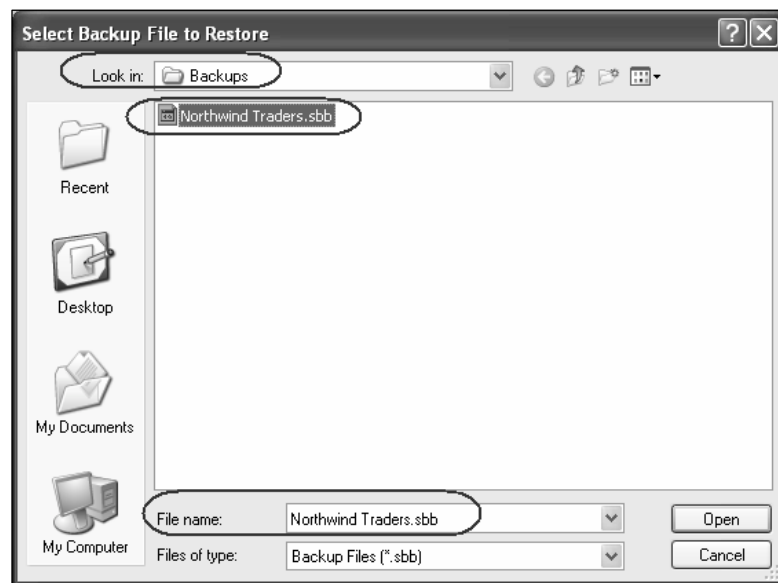 Select Backup File to Restore
Look in: Backups
Northwind Traders.sbb
Recent
Desktop
My Documents
My Computer
File name: Northwind Traders.sbb
Open
Files of type: Backup Files (*.sbb)
Cancel